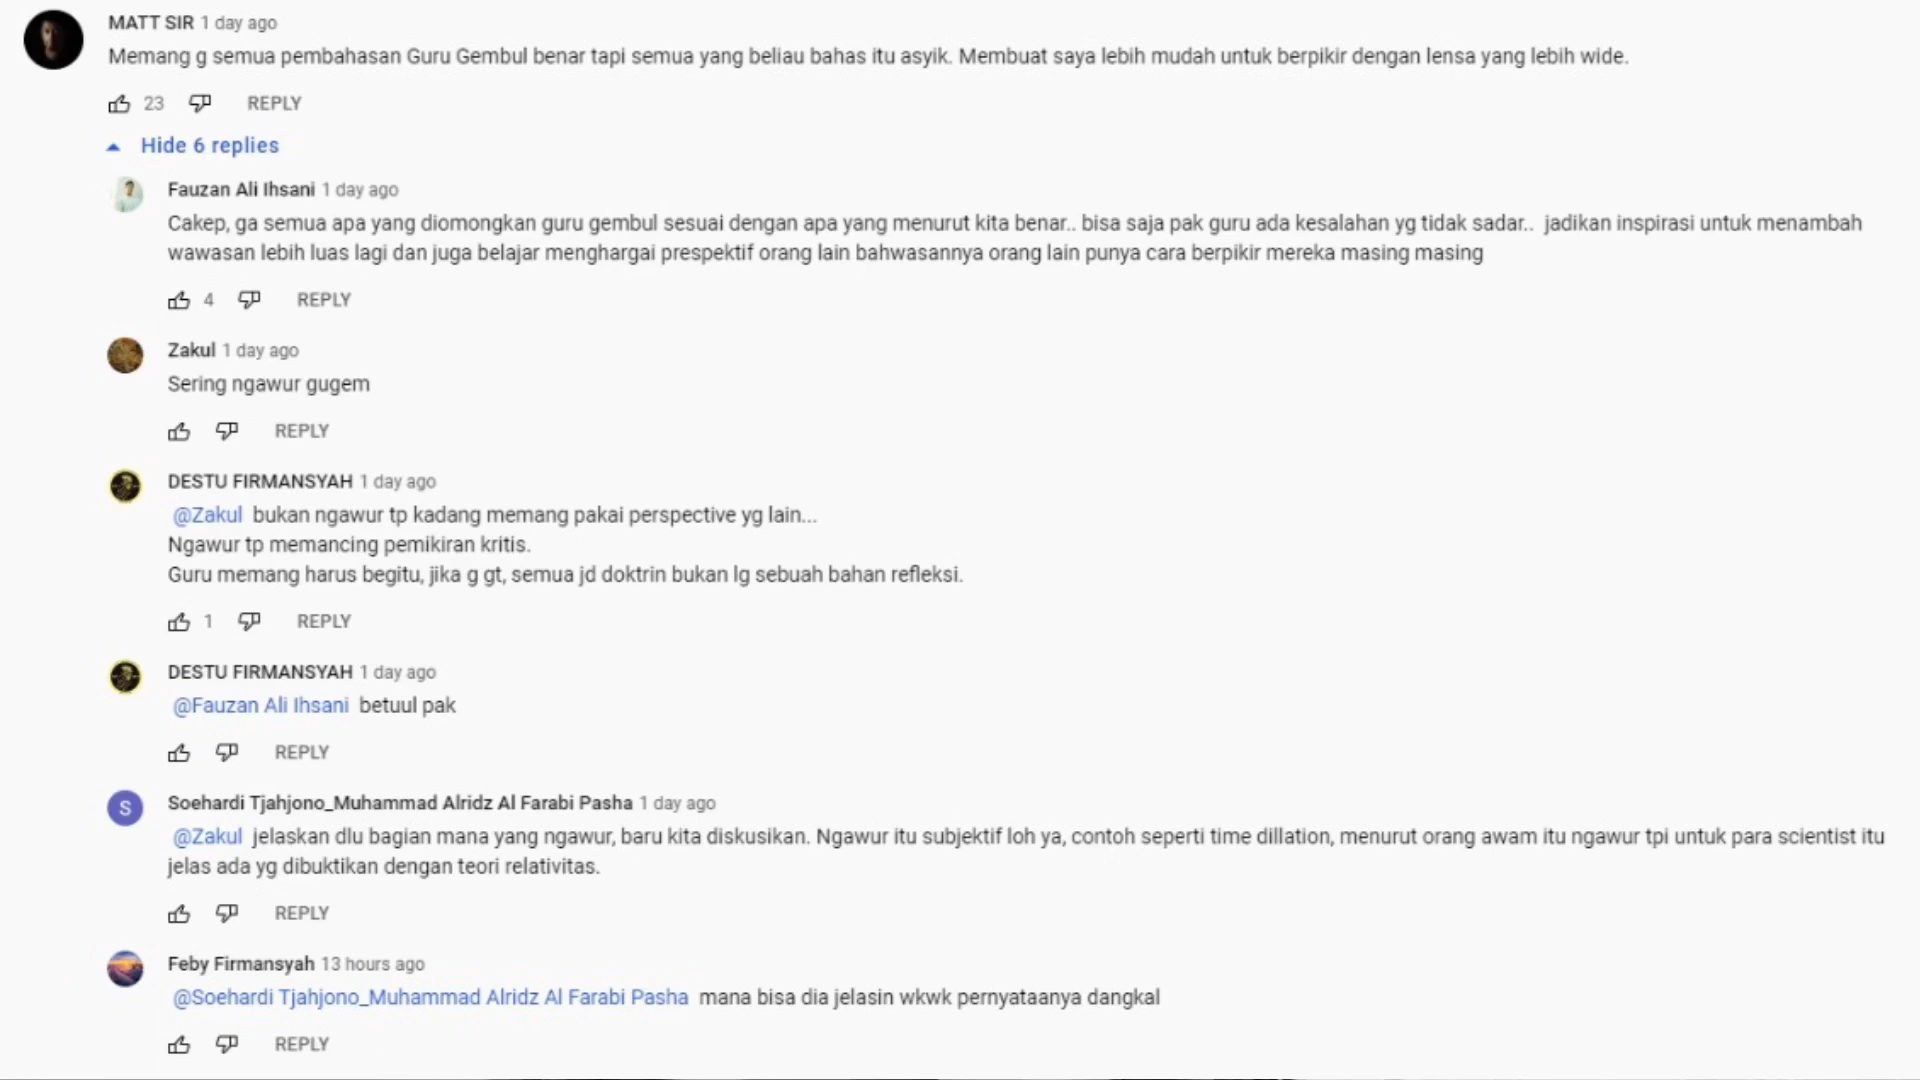 MATT SIR 1 day ago
Memang g semua pembahasan Guru Gembul benar tapi semua yang beliau bahas itu asyik. Membuat saya lebih mudah untuk berpikir dengan lensa yang lebih wide.
23 REPLY
Hide 6 replies
Fauzan Ali Ihsani 1 day ago
Cakep, ga semua apa yang diomongkan guru gembul sesuai dengan apa yang menurut kita benar.. bisa saja pak guru ada kesalahan yg tidak sadar.. jadikan inspirasi untuk menambah
wawasan lebih luas lagi dan juga belajar menghargai prespektif orang lain bahwasannya orang lain punya cara berpikir mereka masing masing
4 REPLY
Zakul 1 day ago
Sering ngawur gugem
REPLY
DESTU FIRMANSYAH 1 day ago
@Zakul bukan ngawur tp kadang memang pakai perspective yg lain...
Ngawur tp memancing pemikiran kritis.
Guru memang harus begitu, jika g gt, semua jd doktrin bukan lg sebuah bahan refleksi.
1 REPLY
DESTU FIRMANSYAH 1 day ago
@Fauzan Ali Ihsani betuul pak
REPLY
S
Soehardi Tjahjono_Muhammad Alridz Al Farabi Pasha 1 day ago
@Zakul jelaskan dlu bagian mana yang ngawur, baru kita diskusikan. Ngawur itu subjektif loh ya, contoh seperti time dillation, menurut orang awam itu ngawur tpi untuk para scientist itu
jelas ada yg dibuktikan dengan teori relativitas.
REPLY
Feby Firmansyah 13 hours ago
@Soehardi Tjahjono_Muhammad Alridz Al Farabi Pasha mana bisa dia jelasin wkwk pernyataanya dangkal
REPLY